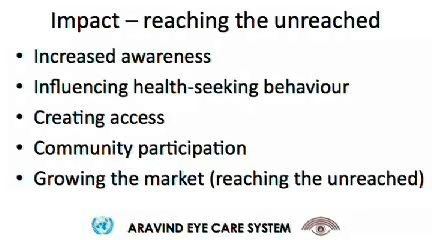 Impact – reaching the unreached
• Increased awareness
• Influencing health-seeking behaviour
• Creating access
• Community participation
• Growing the market (reaching the unreached)
ARAVIND EYE CARE SYSTEM